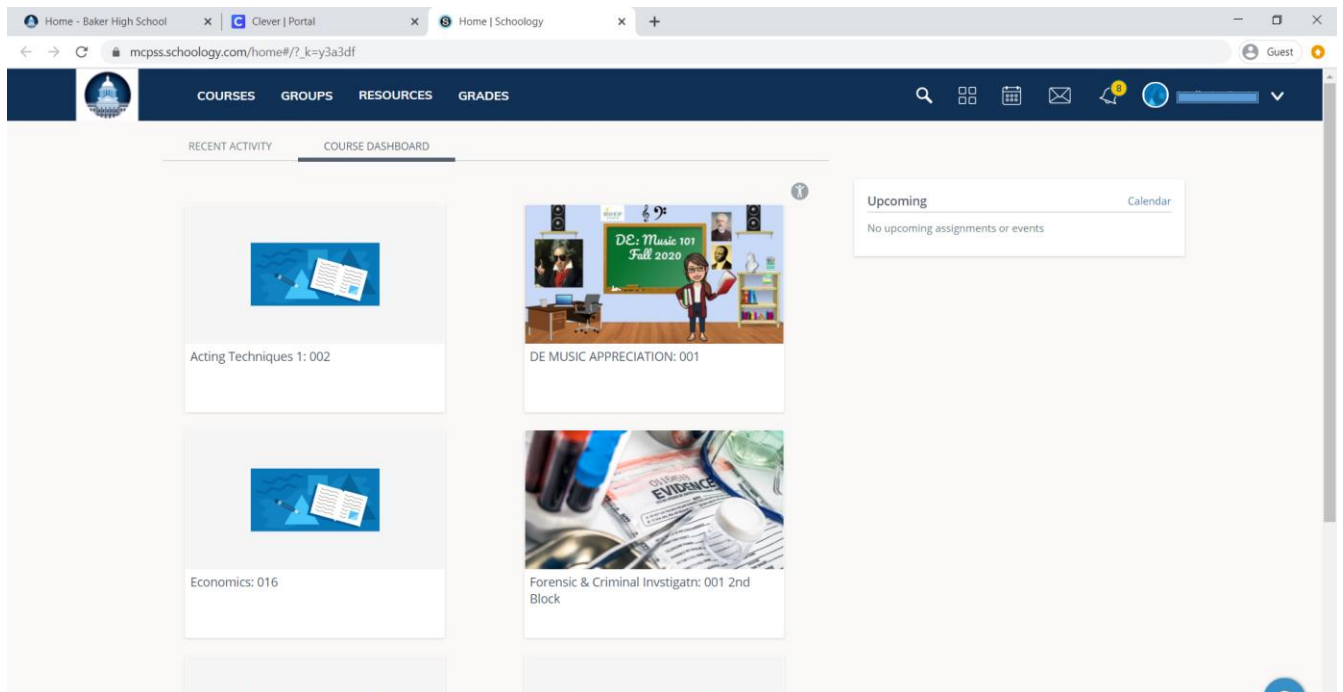 Home - Baker High School
Clever | Portal
Home | Schoology
mcpss.schoology.com/home#/?_k=y3a3df
Guest
COURSES GROUPS RESOURCES GRADES
8
RECENT ACTIVITY COURSE DASHBOARD
DE: Music 101
Fall 2020
Acting Techniques 1: 002
DE MUSIC APPRECIATION: 001
Upcoming Calendar
No upcoming assignments or events
EVIDENCE
Economics: 016
Forensic & Criminal Invstigatn: 001 2nd
Block